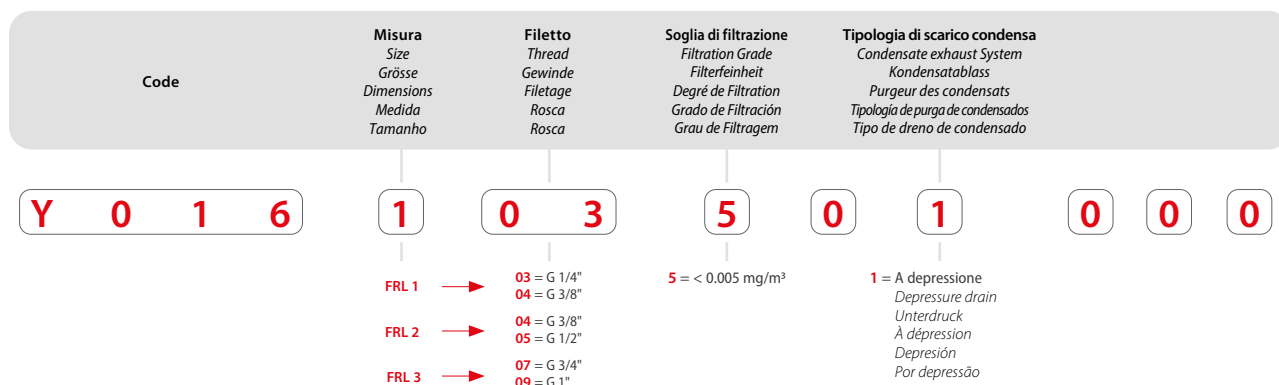 Code
Misura
Size
Grösse
Dimensions
Medida
Tamanho
Filetto
Thread
Gewinde
Filetage
Rosca
Rosca
Soglia di filtrazione
Filtration Grade
Filterfeinheit
Degré de Filtration
Grado de Filtración
Grau de Filtragem
Tipologia di scarico condensa
Condensate exhaust System
Kondensatablass
Purgeur des condensats
Tipología de purga de condensados
Tipo de dreno de condensado
Y 0 1 6 1 0 3 5 0 1 0 0 0
FRL 1
03 = G 1/4"
04 = G 3/8"
FRL 2
04 = G 3/8"
05 = G 1/2"
FRL 3
07 = G 3/4"
09 = G 1"
5 = < 0.005 mg/m³
1 = A depressione
Depressure drain
Unterdruck
À dépression
Depresión
Por depressão